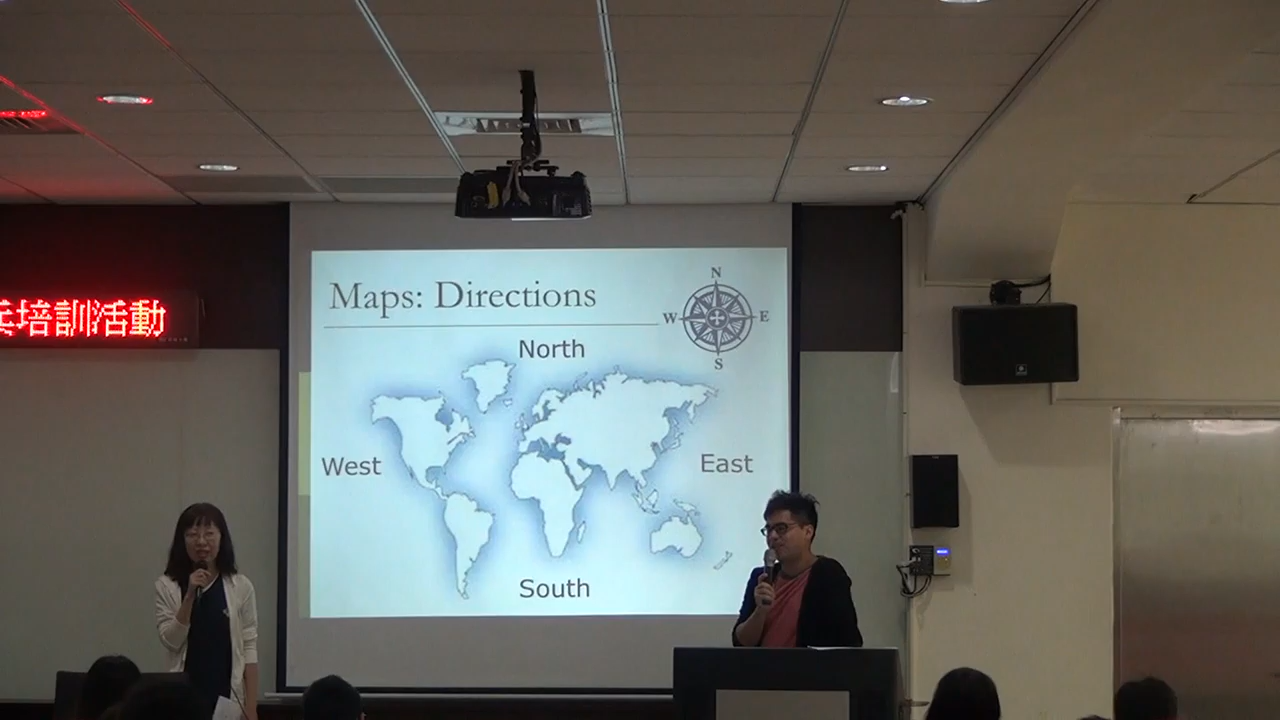 Maps: Directions
N
W E
S
North
West
East
South
培訓活動